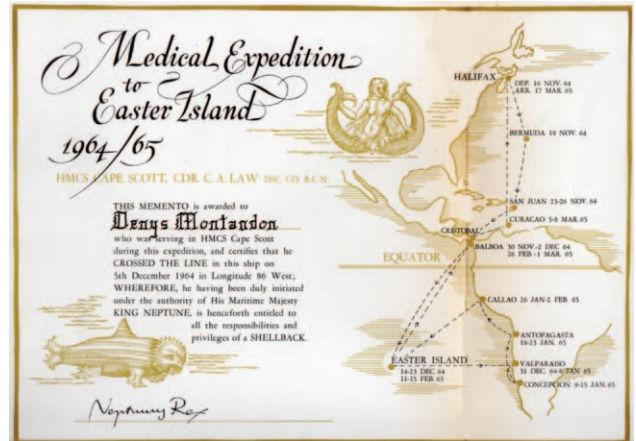 Medical Expedition
to
Easter Island
1964/65
HMCS CAPE SCOTT, CDR. C. A. LAW DSC. CD. R.C.N.
THIS MEMENTO is awarded to
Denys Montandon
who was serving in HMCS Cape Scott
during this expedition, and certifies that he
CROSSED THE LINE in this ship on
5th December 1964 in Longitude 86 West;
WHEREFORE, he having been duly initiated
under the authority of His Maritime Majesty
KING NEPTUNE, is henceforth entitled to
all the responsibilities and
privileges of a SHELLBACK.
Neptunus Rex
HALIFAX
DEP. 16 NOV. 64
ARR. 17 MAR. 65
BERMUDA 19 NOV. 64
SAN JUAN 23-26 NOV. 64
CURACAO 5-8 MAR. 65
CRISTOBAL
BALBOA 30 NOV.-2 DEC 64
26 FEB.-1 MAR. 65
EQUATOR
CALLAO 26 JAN-2 FEB. 65
ANTOFAGASTA
18-23 JAN. 65
EASTER ISLAND
14-23 DEC. 64
11-15 FEB. 65
VALPARAISO
31 DEC. 64-8 JAN. 65
CONCEPCION 9-15 JAN. 65